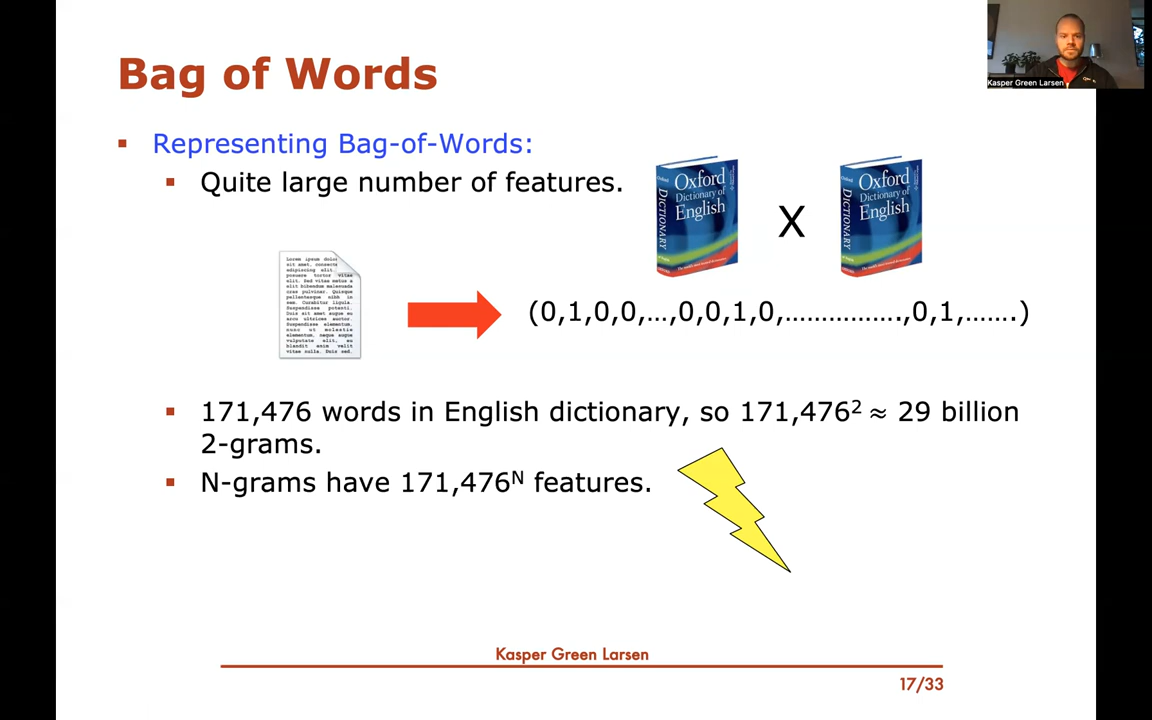 Bag of Words
Kasper Green Larsen
Representing Bag-of-Words:
Quite large number of features.
Oxford
Dictionary of
English
DICTIONARY
X
Oxford
Dictionary of
English
DICTIONARY
(0,1,0,0,...,0,0,1,0,................,0,1,.......)
171,476 words in English dictionary, so 171,476² ≈ 29 billion
2-grams.
N-grams have 171,476ᴺ features.
Kasper Green Larsen
17/33